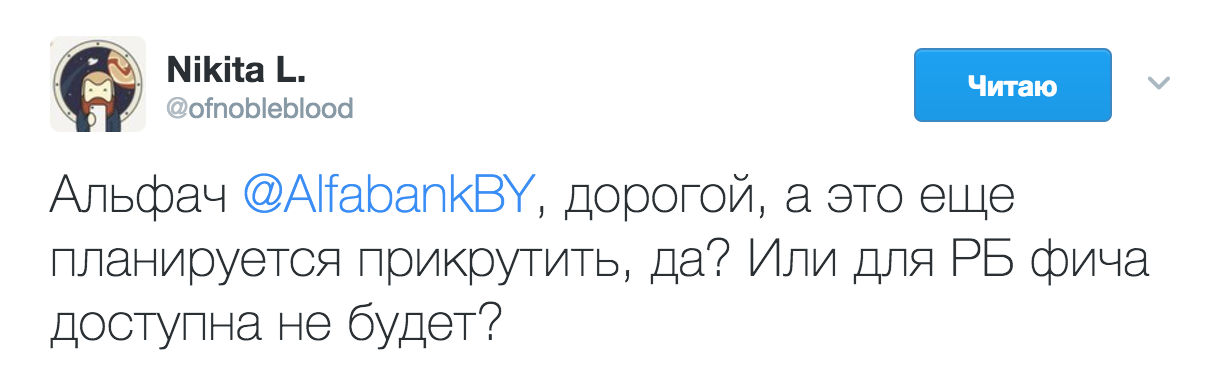 Nikita L.
@ofnobleblood
Читаю
Альфач @AlfabankBY, дорогой, а это еще
планируется прикрутить, да? Или для РБ фича
доступна не будет?